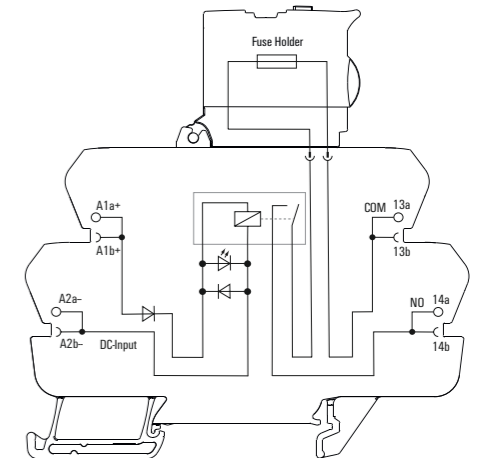 Fuse Holder
A1a+
COM 13a
A1b+
13b
A2a–
NO 14a
A2b– DC-Input
14b